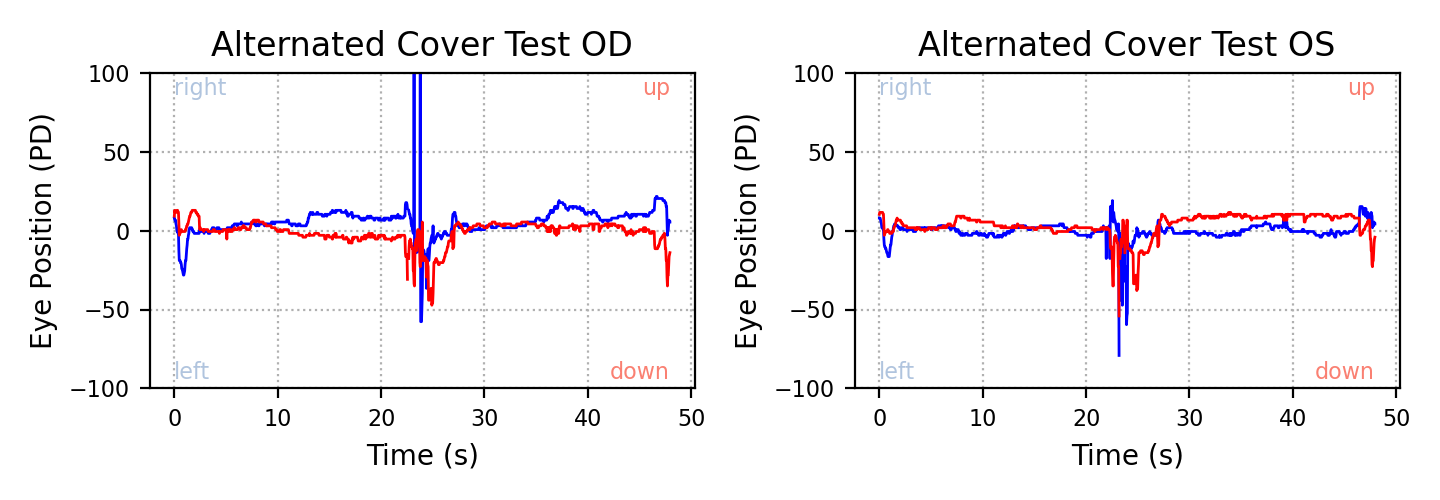 Alternated Cover Test OD
100
50
0
−50
−100
Eye Position (PD)
right
up
left
down
0
10
20
30
40
50
Time (s)
Alternated Cover Test OS
100
50
0
−50
−100
Eye Position (PD)
right
up
left
down
0
10
20
30
40
50
Time (s)